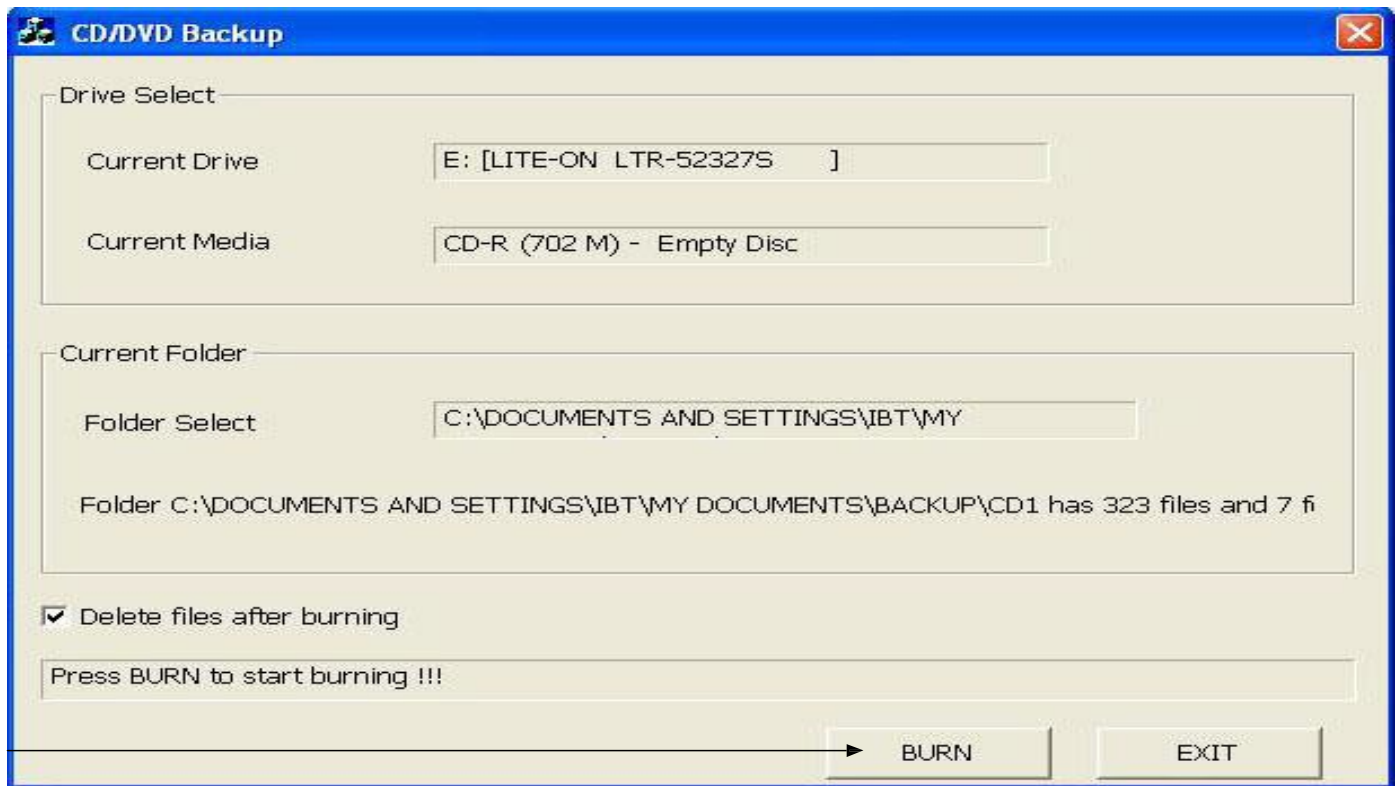 CD/DVD Backup
Drive Select
Current Drive
E: [LITE-ON LTR-52327S ]
Current Media
CD-R (702 M) - Empty Disc
Current Folder
Folder Select
C:\DOCUMENTS AND SETTINGS\IBT\MY
Folder C:\DOCUMENTS AND SETTINGS\IBT\MY DOCUMENTS\BACKUP\CD1 has 323 files and 7 fi
Delete files after burning
Press BURN to start burning !!!
BURN
EXIT